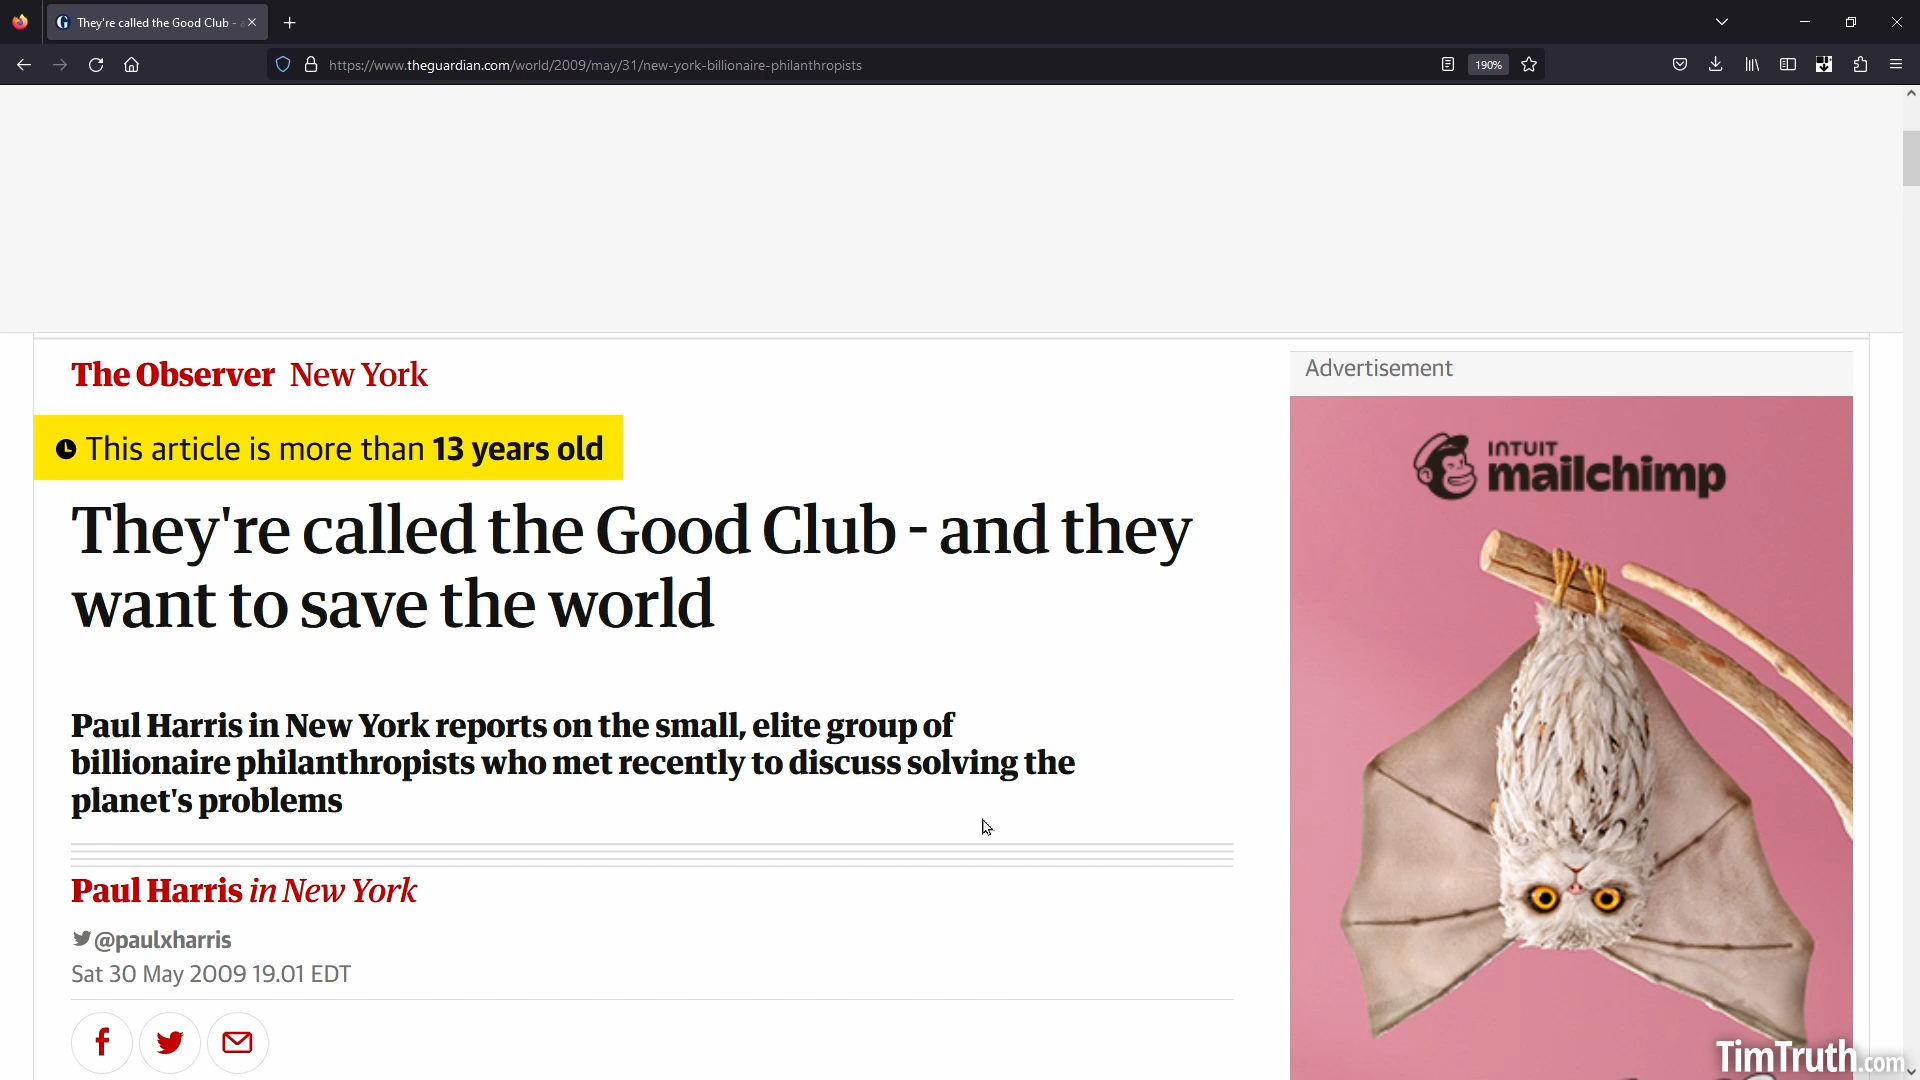 They're called the Good Club - a
https://www.theguardian.com/world/2009/may/31/new-york-billionaire-philanthropists
190%
The Observer New York
Advertisement
This article is more than 13 years old
They're called the Good Club - and they
want to save the world
INTUIT
mailchimp
Paul Harris in New York reports on the small, elite group of
billionaire philanthropists who met recently to discuss solving the
planet's problems
Paul Harris in New York
@paulxharris
Sat 30 May 2009 19.01 EDT
TimTruth.com